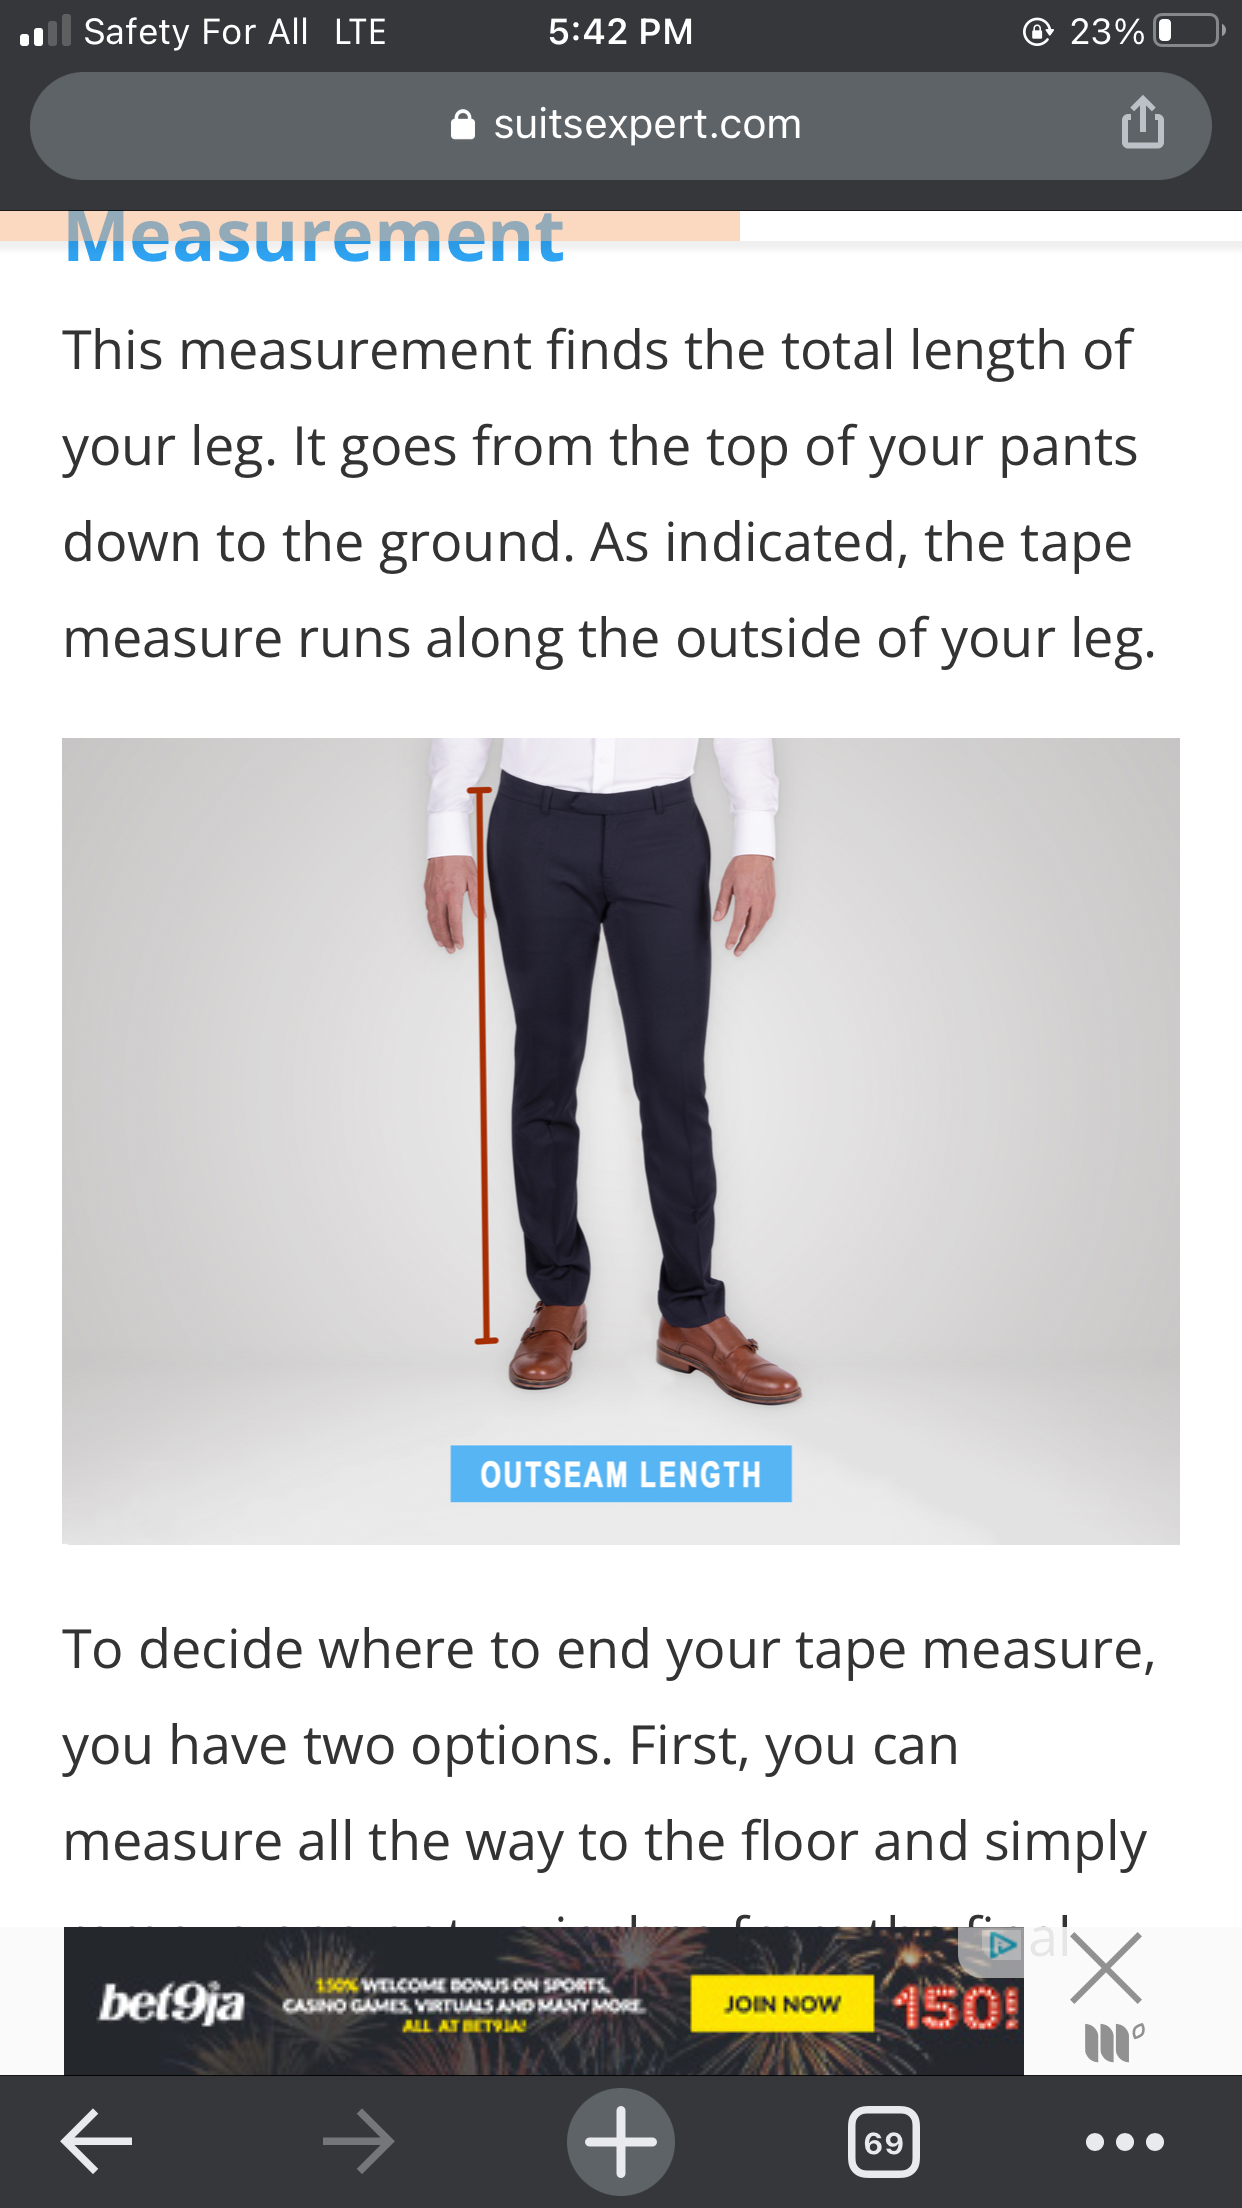 Safety For All LTE 5:42 PM 23%
suitsexpert.com
Measurement
This measurement finds the total length of
your leg. It goes from the top of your pants
down to the ground. As indicated, the tape
measure runs along the outside of your leg.
OUTSEAM LENGTH
To decide where to end your tape measure,
you have two options. First, you can
measure all the way to the floor and simply
bet9ja
150% WELCOME BONUS ON SPORTS,
CASINO GAMES, VIRTUALS AND MANY MORE.
ALL AT BET9JA!
JOIN NOW
150!
69